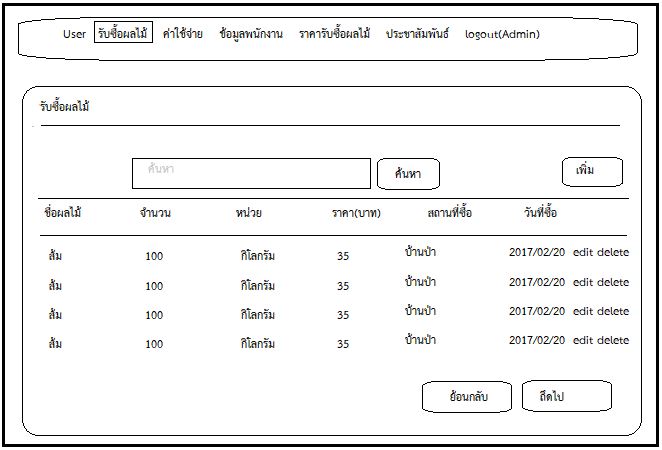 User รับซื้อผลไม้ ค่าใช้จ่าย ข้อมูลพนักงาน ราคารับซื้อผลไม้ ประชาสัมพันธ์ logout(Admin)
รับซื้อผลไม้
ค้นหา ค้นหา เพิ่ม
ชื่อผลไม้ จำนวน หน่วย ราคา(บาท) สถานที่ซื้อ วันที่ซื้อ
ส้ม 100 กิโลกรัม 35 บ้านป่า 2017/02/20 edit delete
ส้ม 100 กิโลกรัม 35 บ้านป่า 2017/02/20 edit delete
ส้ม 100 กิโลกรัม 35 บ้านป่า 2017/02/20 edit delete
ส้ม 100 กิโลกรัม 35 บ้านป่า 2017/02/20 edit delete
ย้อนกลับ ถึดไป